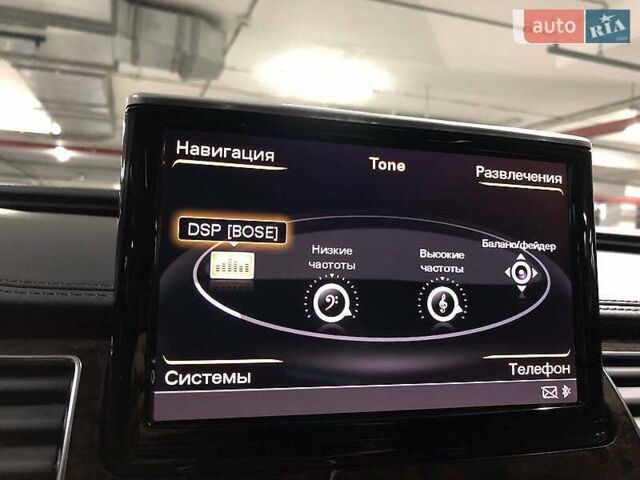 auto RIA .com
Навигация
Tone
Развлечения
DSP [BOSE]
Низкие
частоты
Высокие
частоты
Баланс/фейдер
Системы
Телефон